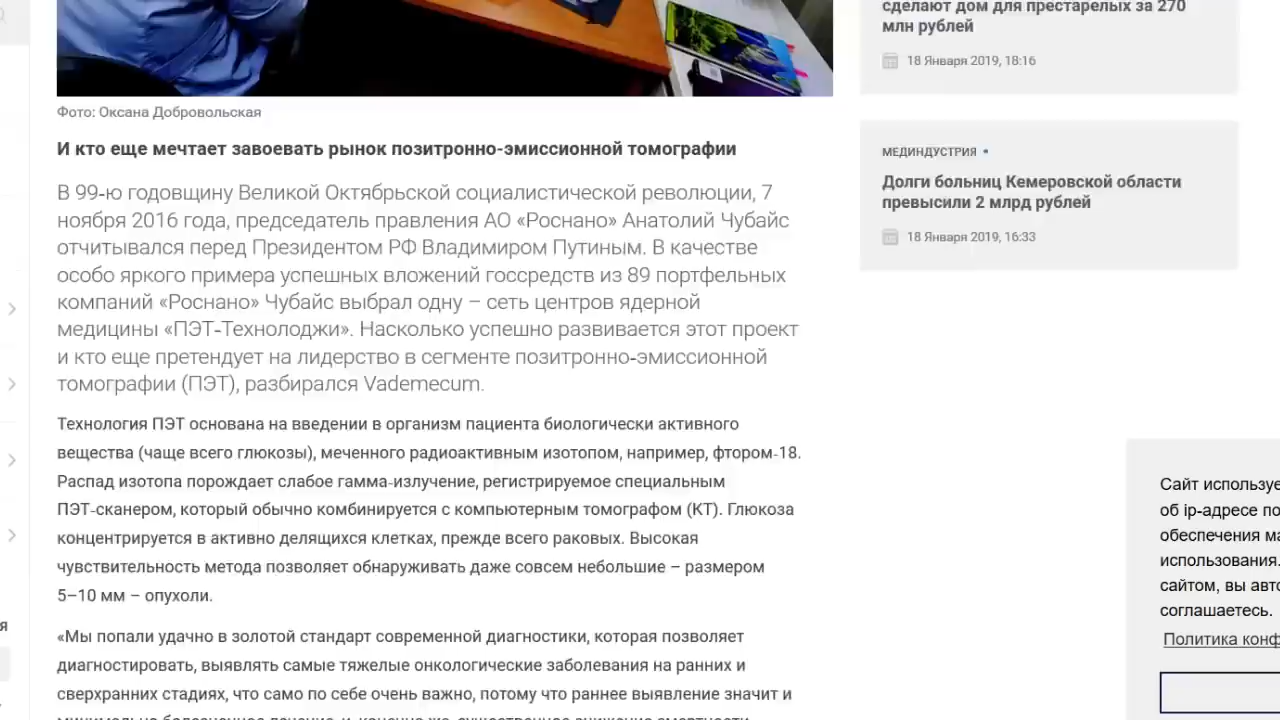 Фото: Оксана Добровольская
И кто еще мечтает завоевать рынок позитронно-эмиссионной томографии
В 99-ю годовщину Великой Октябрьской социалистической революции, 7
ноября 2016 года, председатель правления АО «Роснано» Анатолий Чубайс
отчитывался перед Президентом РФ Владимиром Путиным. В качестве
особо яркого примера успешных вложений госсредств из 89 портфельных
компаний «Роснано» Чубайс выбрал одну – сеть центров ядерной
медицины «ПЭТ-Технолоджи». Насколько успешно развивается этот проект
и кто еще претендует на лидерство в сегменте позитронно-эмиссионной
томографии (ПЭТ), разбирался Vademecum.
Технология ПЭТ основана на введении в организм пациента биологически активного
вещества (чаще всего глюкозы), меченного радиоактивным изотопом, например, фтором-18.
Распад изотопа порождает слабое гамма-излучение, регистрируемое специальным
ПЭТ-сканером, который обычно комбинируется с компьютерным томографом (КТ). Глюкоза
концентрируется в активно делящихся клетках, прежде всего раковых. Высокая
чувствительность метода позволяет обнаруживать даже совсем небольшие – размером
5–10 мм – опухоли.
«Мы попали удачно в золотой стандарт современной диагностики, которая позволяет
диагностировать, выявлять самые тяжелые онкологические заболевания на ранних и
сверхранних стадиях, что само по себе очень важно, потому что раннее выявление значит и
сделают дом для престарелых за 270
млн рублей
18 Января 2019, 18:16
МЕДИНДУСТРИЯ
Долги больниц Кемеровской области
превысили 2 млрд рублей
18 Января 2019, 16:33
Сайт используе
об ip-адресе по
обеспечения ма
использования.
сайтом, вы авто
соглашаетесь.
Политика конф
я